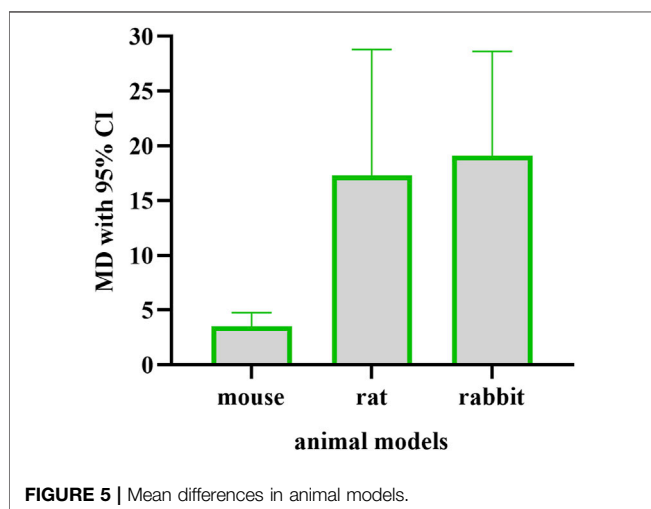 MD with 95% CI
30
25
20
15
10
5
0
mouse rat rabbit
animal models
FIGURE 5 | Mean differences in animal models.